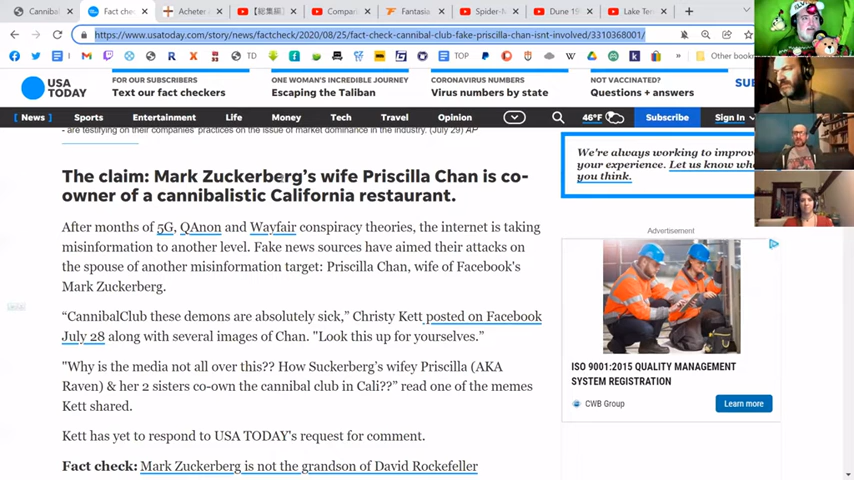 Cannibal
Fact che
Acheter
【総集編】
Compari
Fantasia
Spider-M
Dune 19
Lake Ter
https://www.usatoday.com/story/news/factcheck/2020/08/25/fact-check-cannibal-club-fake-priscilla-chan-isnt-involved/3310368001/
TD
TOP
Other book
USA TODAY
FOR OUR SUBSCRIBERS
Text our fact checkers
ONE WOMAN'S INCREDIBLE JOURNEY
Escaping the Taliban
CORONAVIRUS NUMBERS
Virus numbers by state
NOT VACCINATED?
Questions + answers
SUB
[ News ] Sports Entertainment Life Money Tech Travel Opinion 46°F Subscribe Sign In
- are testifying on their companies' practices on the issue of market dominance in the industry. (July 29) AP
The claim: Mark Zuckerberg's wife Priscilla Chan is co-
owner of a cannibalistic California restaurant.
After months of 5G, QAnon and Wayfair conspiracy theories, the internet is taking
misinformation to another level. Fake news sources have aimed their attacks on
the spouse of another misinformation target: Priscilla Chan, wife of Facebook's
Mark Zuckerberg.
“CannibalClub these demons are absolutely sick,” Christy Kett posted on Facebook
July 28 along with several images of Chan. "Look this up for yourselves.”
"Why is the media not all over this?? How Suckerberg’s wifey Priscilla (AKA
Raven) & her 2 sisters co-own the cannibal club in Cali??” read one of the memes
Kett shared.
Kett has yet to respond to USA TODAY's request for comment.
Fact check: Mark Zuckerberg is not the grandson of David Rockefeller
We're always working to improve
your experience. Let us know wh
you think.
Advertisement
ISO 9001:2015 QUALITY MANAGEMENT
SYSTEM REGISTRATION
CWB Group
Learn more